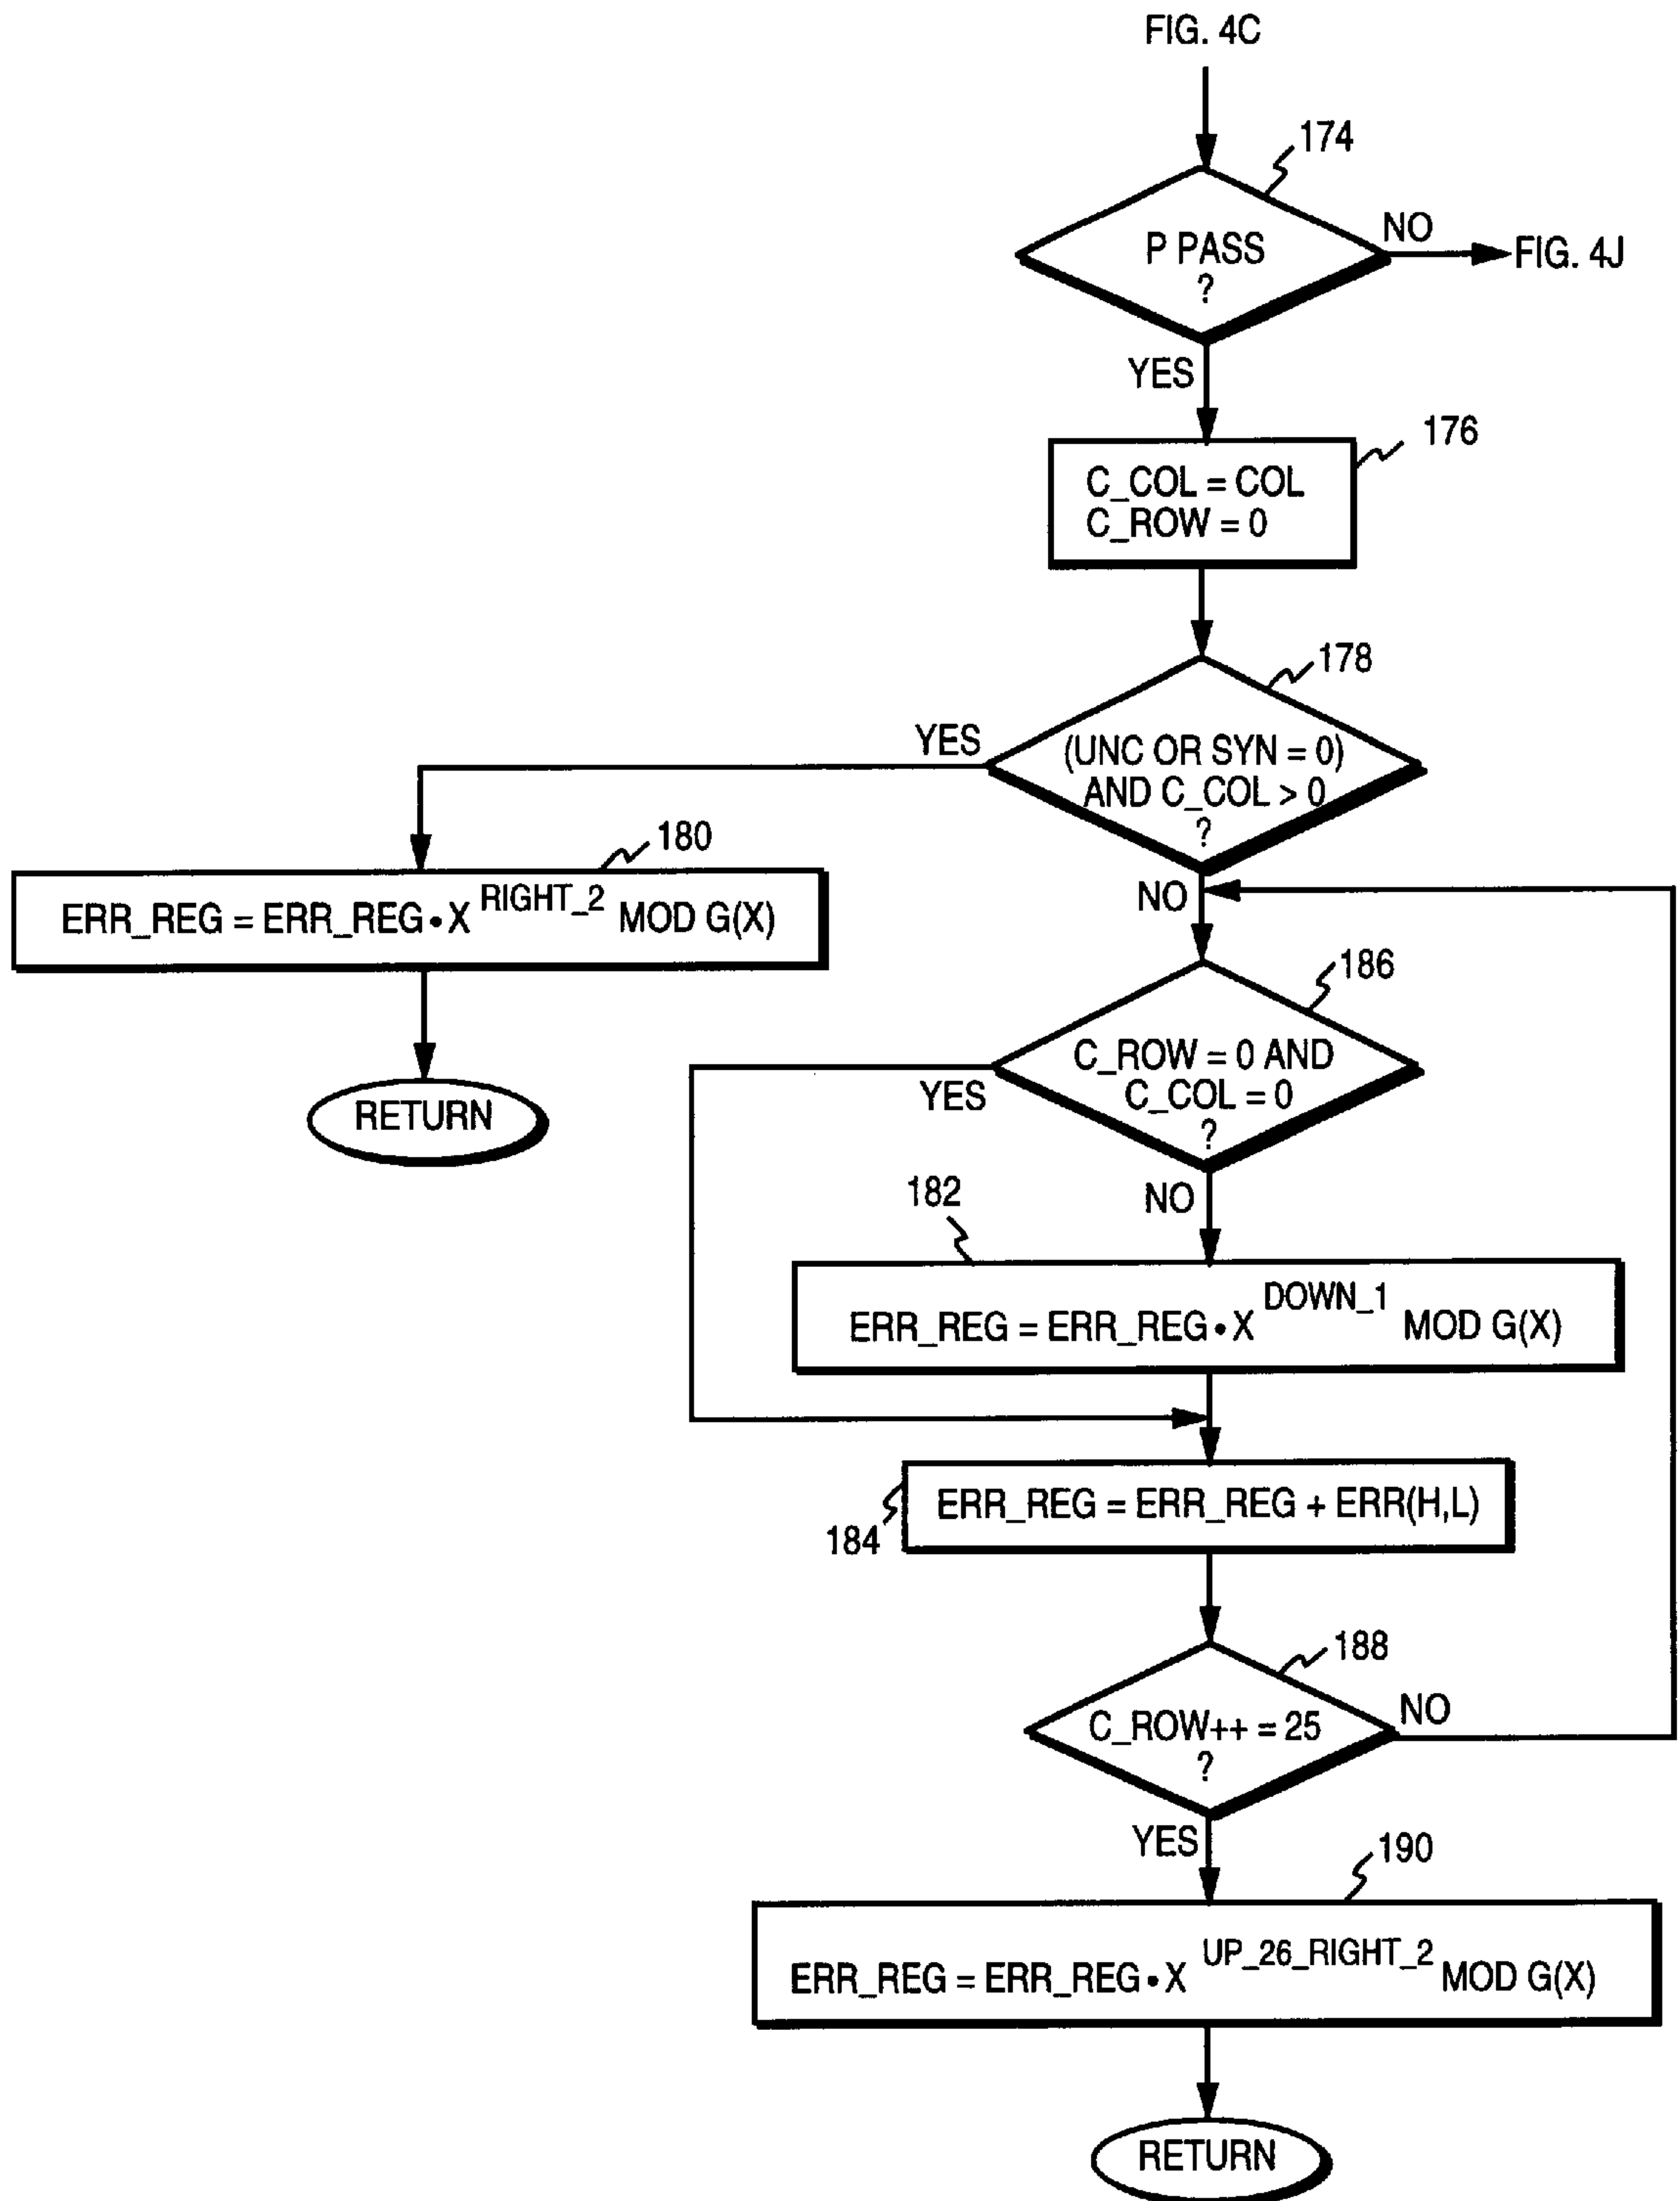 FIG. 4C
174
P PASS
?
NO
FIG. 4J
YES
176
C_COL = COL
C_ROW = 0
178
(UNC OR SYN = 0)
AND C_COL > 0
?
YES
NO
180
ERR_REG = ERR_REG • X RIGHT_2 MOD G(X)
RETURN
186
C_ROW = 0 AND
C_COL = 0
?
YES
NO
182
ERR_REG = ERR_REG • X DOWN_1 MOD G(X)
184
ERR_REG = ERR_REG + ERR(H,L)
188
C_ROW++ = 25
?
NO
YES
190
ERR_REG = ERR_REG • X UP_26_RIGHT_2 MOD G(X)
RETURN